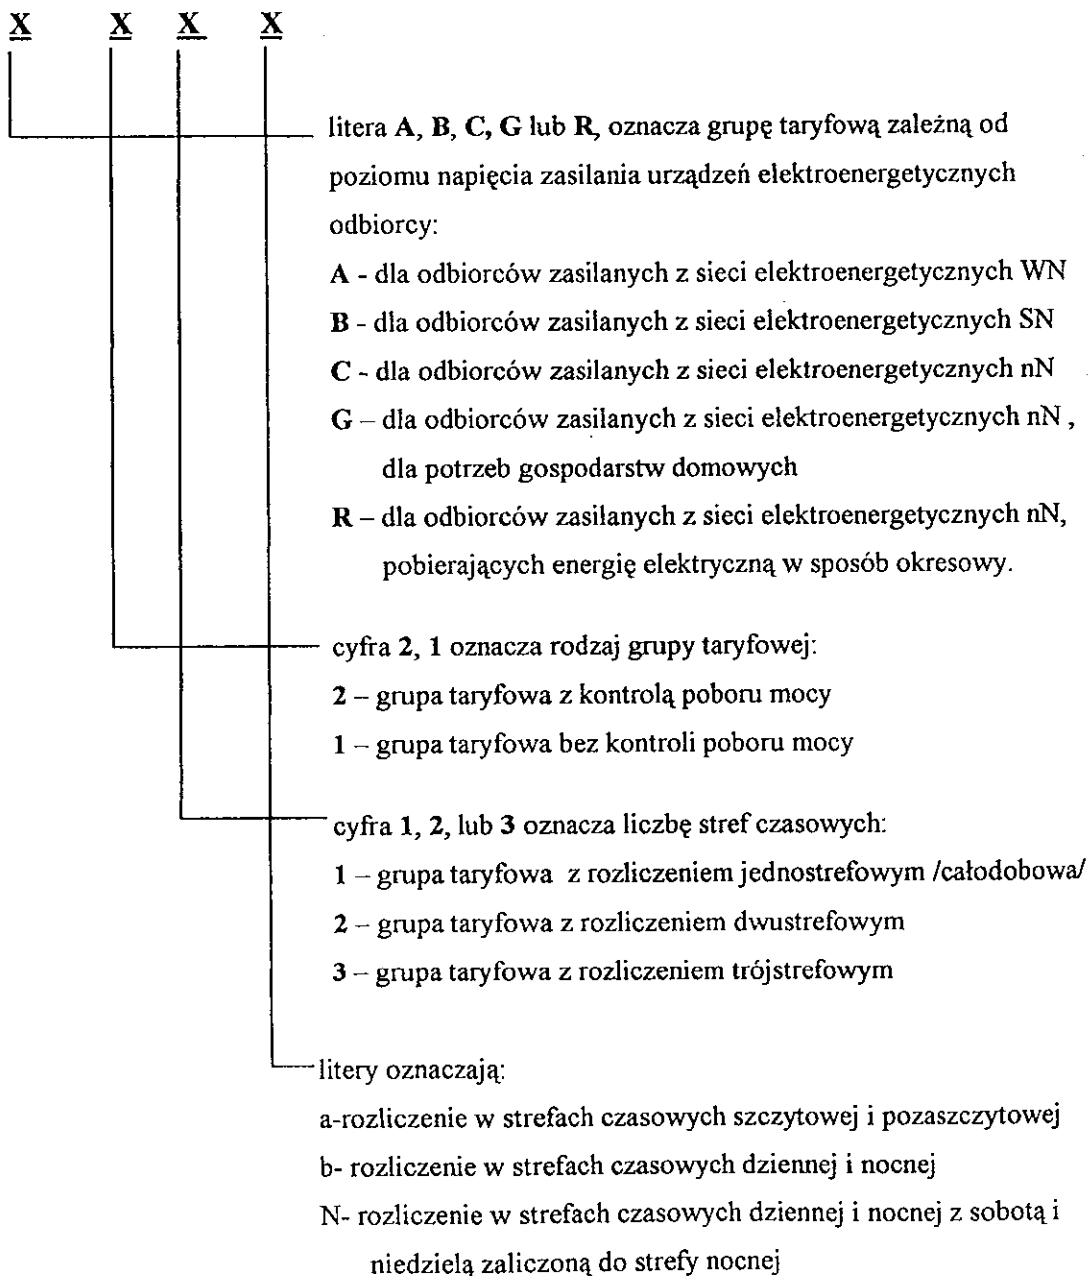 X X X X
litera A, B, C, G lub R, oznacza grupę taryfową zależną od
poziomu napięcia zasilania urządzeń elektroenergetycznych
odbiorcy:
A - dla odbiorców zasilanych z sieci elektroenergetycznych WN
B - dla odbiorców zasilanych z sieci elektroenergetycznych SN
C - dla odbiorców zasilanych z sieci elektroenergetycznych nN
G – dla odbiorców zasilanych z sieci elektroenergetycznych nN ,
dla potrzeb gospodarstw domowych
R – dla odbiorców zasilanych z sieci elektroenergetycznych nN,
pobierających energię elektryczną w sposób okresowy.
cyfra 2, 1 oznacza rodzaj grupy taryfowej:
2 – grupa taryfowa z kontrolą poboru mocy
1 – grupa taryfowa bez kontroli poboru mocy
cyfra 1, 2, lub 3 oznacza liczbę stref czasowych:
1 – grupa taryfowa z rozliczeniem jednostrefowym /całodobowa/
2 – grupa taryfowa z rozliczeniem dwustrefowym
3 – grupa taryfowa z rozliczeniem trójstrefowym
litery oznaczają:
a-rozliczenie w strefach czasowych szczytowej i pozaszczytowej
b- rozliczenie w strefach czasowych dziennej i nocnej
N- rozliczenie w strefach czasowych dziennej i nocnej z sobotą i
niedzielą zaliczoną do strefy nocnej